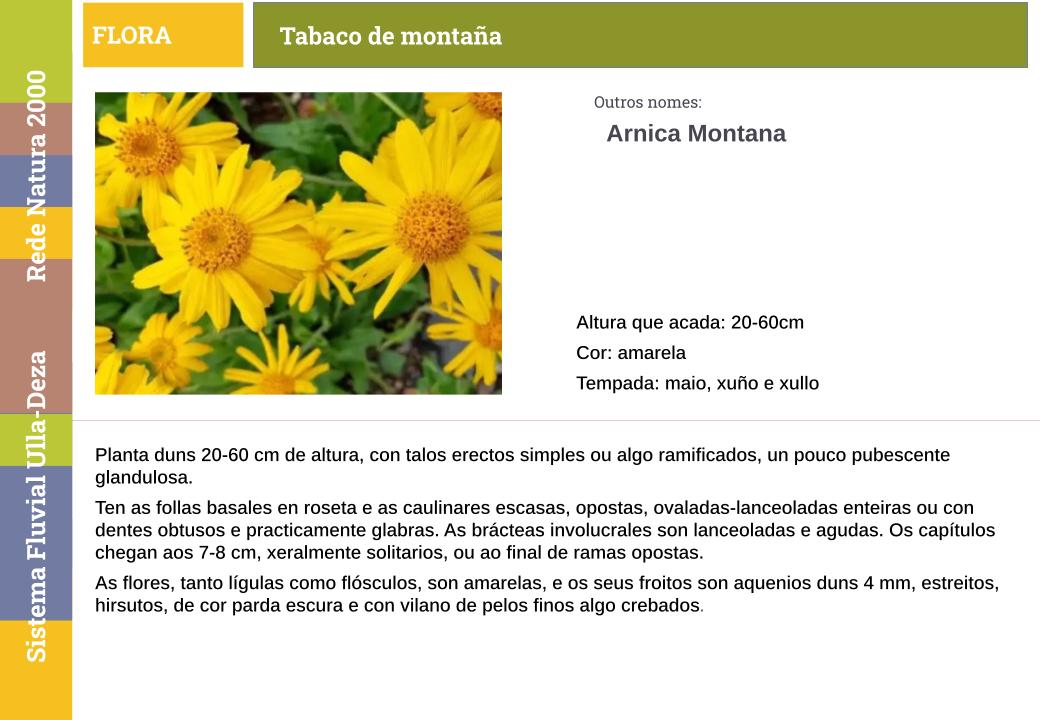 FLORA
Tabaco de montaña
Rede Natura 2000
Sistema Fluvial Ulla-Deza
Outros nomes:
Arnica Montana
Altura que acada: 20-60cm
Cor: amarela
Tempada: maio, xuño e xullo
Planta duns 20-60 cm de altura, con talos erectos simples ou algo ramificados, un pouco pubescente
glandulosa.
Ten as follas basales en roseta e as caulinares escasas, opostas, ovaladas-lanceoladas enteiras ou con
dentes obtusos e practicamente glabras. As brácteas involucrales son lanceoladas e agudas. Os capítulos
chegan aos 7-8 cm, xeralmente solitarios, ou ao final de ramas opostas.
As flores, tanto lígulas como flósculos, son amarelas, e os seus froitos son aquenios duns 4 mm, estreitos,
hirsutos, de cor parda escura e con vilano de pelos finos algo crebados.